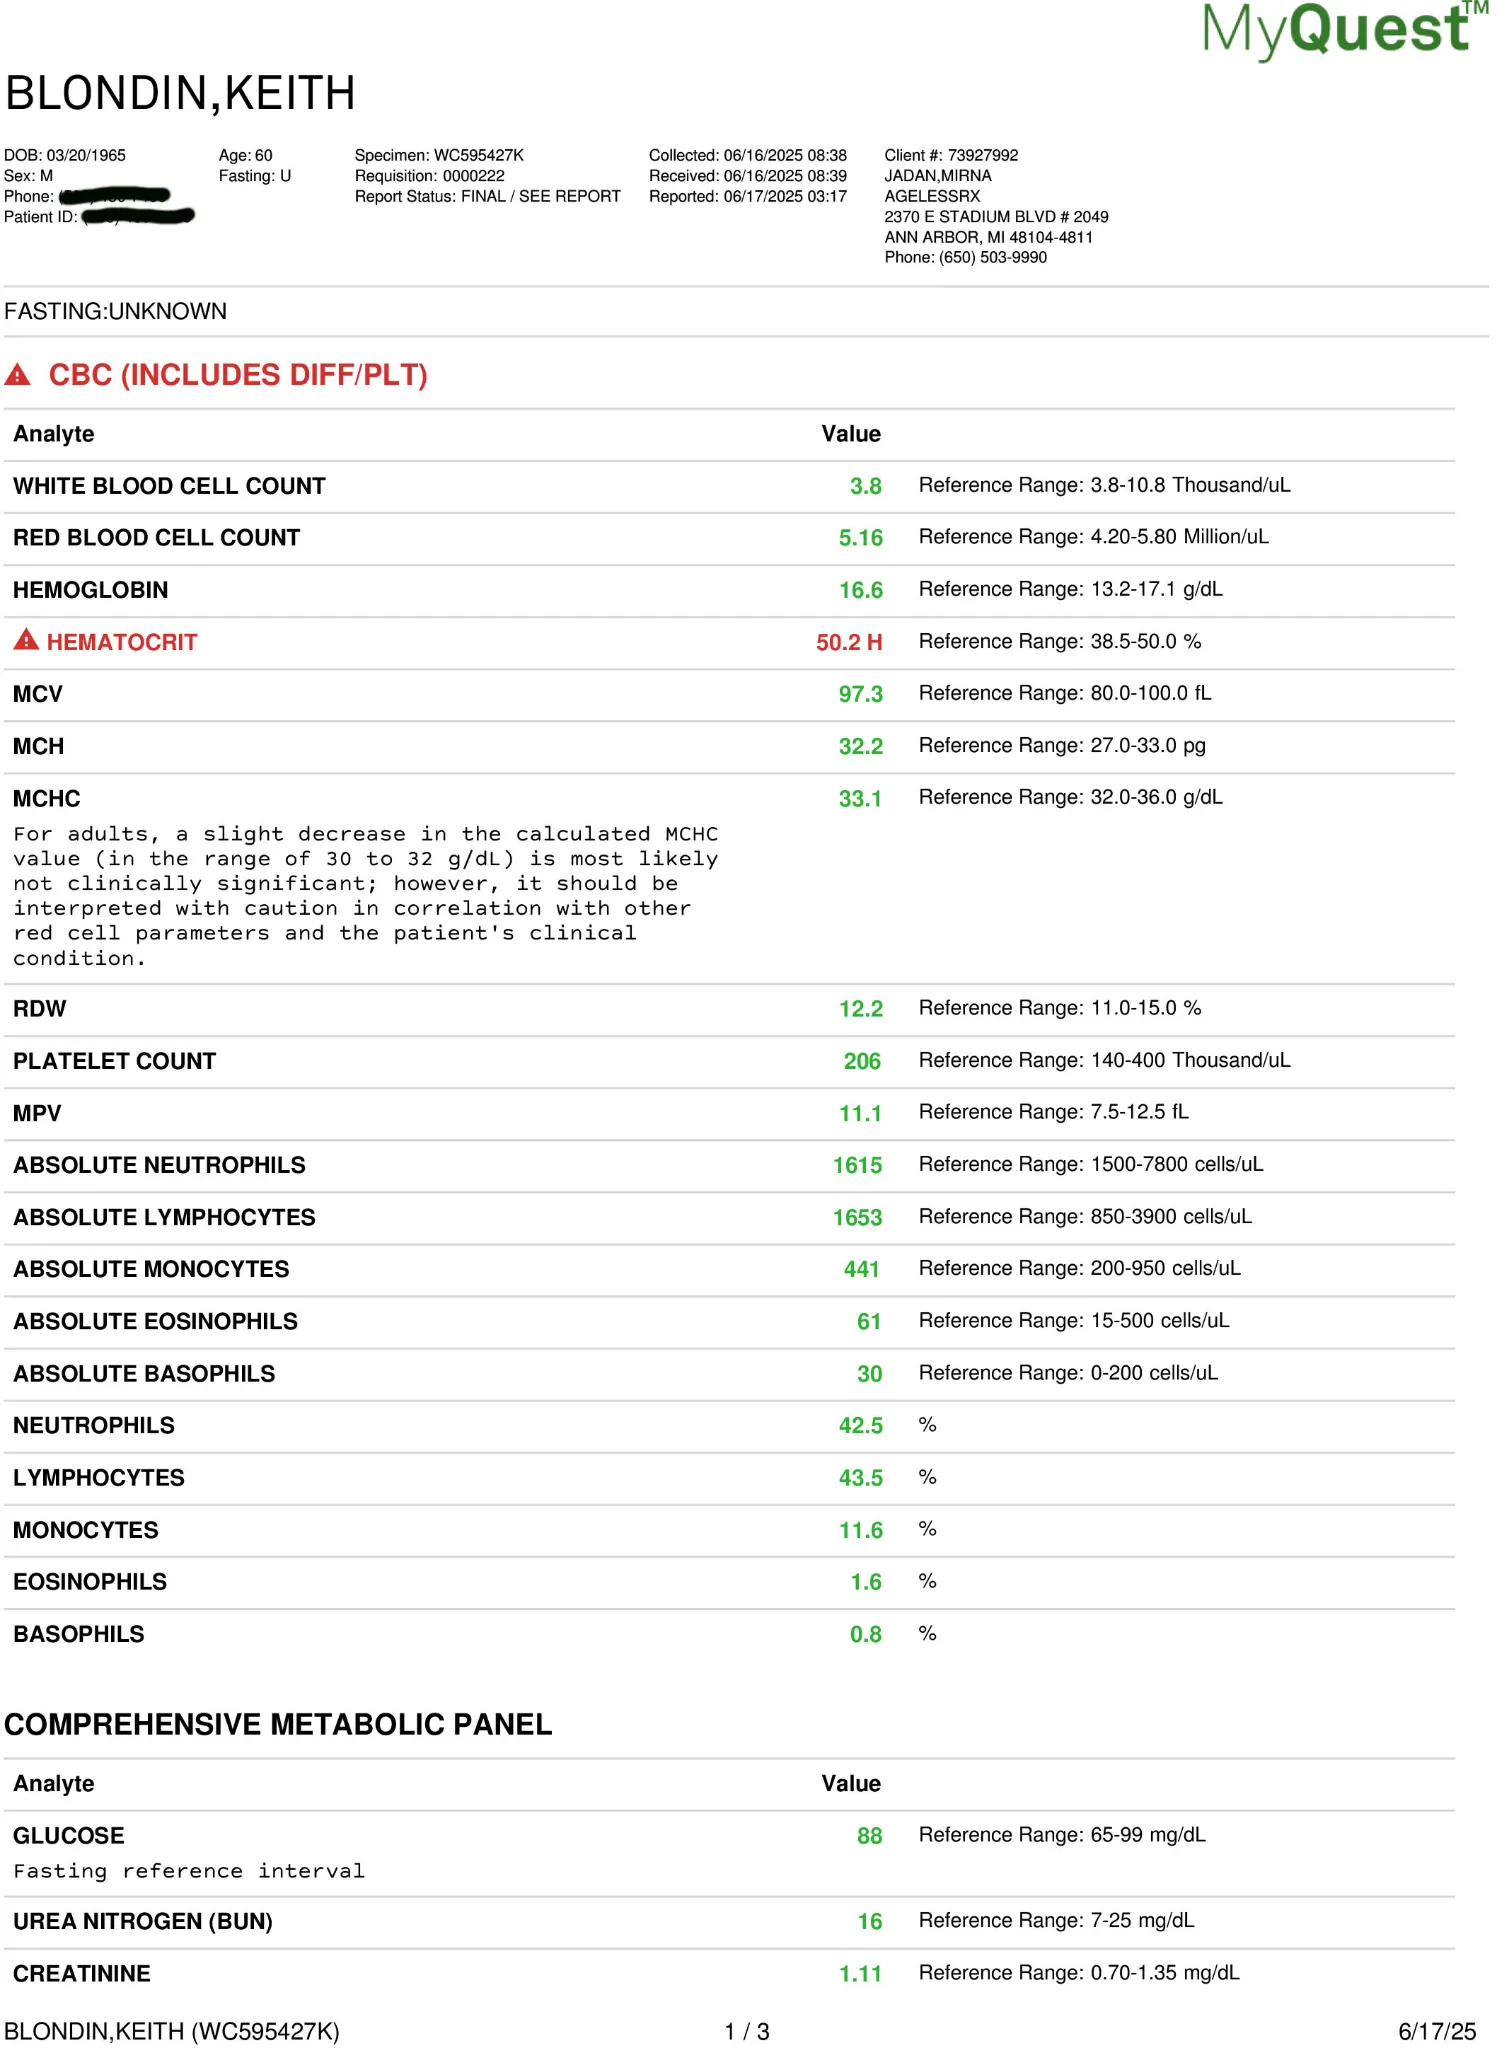 MyQuest™
BLONDIN,KEITH
DOB: 03/20/1965 Age: 60 Specimen: WC595427K Collected: 06/16/2025 08:38 Client #: 73927992
Sex: M Fasting: U Requisition: 0000222 Received: 06/16/2025 08:39 JADAN,MIRNA
Phone: Report Status: FINAL / SEE REPORT Reported: 06/17/2025 03:17 AGELESSRX
Patient ID: 2370 E STADIUM BLVD # 2049
ANN ARBOR, MI 48104-4811
Phone: (650) 503-9990
FASTING:UNKNOWN
CBC (INCLUDES DIFF/PLT)
Analyte Value
WHITE BLOOD CELL COUNT 3.8 Reference Range: 3.8-10.8 Thousand/uL
RED BLOOD CELL COUNT 5.16 Reference Range: 4.20-5.80 Million/uL
HEMOGLOBIN 16.6 Reference Range: 13.2-17.1 g/dL
HEMATOCRIT 50.2 H Reference Range: 38.5-50.0 %
MCV 97.3 Reference Range: 80.0-100.0 fL
MCH 32.2 Reference Range: 27.0-33.0 pg
MCHC 33.1 Reference Range: 32.0-36.0 g/dL
For adults, a slight decrease in the calculated MCHC
value (in the range of 30 to 32 g/dL) is most likely
not clinically significant; however, it should be
interpreted with caution in correlation with other
red cell parameters and the patient's clinical
condition.
RDW 12.2 Reference Range: 11.0-15.0 %
PLATELET COUNT 206 Reference Range: 140-400 Thousand/uL
MPV 11.1 Reference Range: 7.5-12.5 fL
ABSOLUTE NEUTROPHILS 1615 Reference Range: 1500-7800 cells/uL
ABSOLUTE LYMPHOCYTES 1653 Reference Range: 850-3900 cells/uL
ABSOLUTE MONOCYTES 441 Reference Range: 200-950 cells/uL
ABSOLUTE EOSINOPHILS 61 Reference Range: 15-500 cells/uL
ABSOLUTE BASOPHILS 30 Reference Range: 0-200 cells/uL
NEUTROPHILS 42.5 %
LYMPHOCYTES 43.5 %
MONOCYTES 11.6 %
EOSINOPHILS 1.6 %
BASOPHILS 0.8 %
COMPREHENSIVE METABOLIC PANEL
Analyte Value
GLUCOSE 88 Reference Range: 65-99 mg/dL
Fasting reference interval
UREA NITROGEN (BUN) 16 Reference Range: 7-25 mg/dL
CREATININE 1.11 Reference Range: 0.70-1.35 mg/dL
BLONDIN,KEITH (WC595427K) 1 / 3 6/17/25